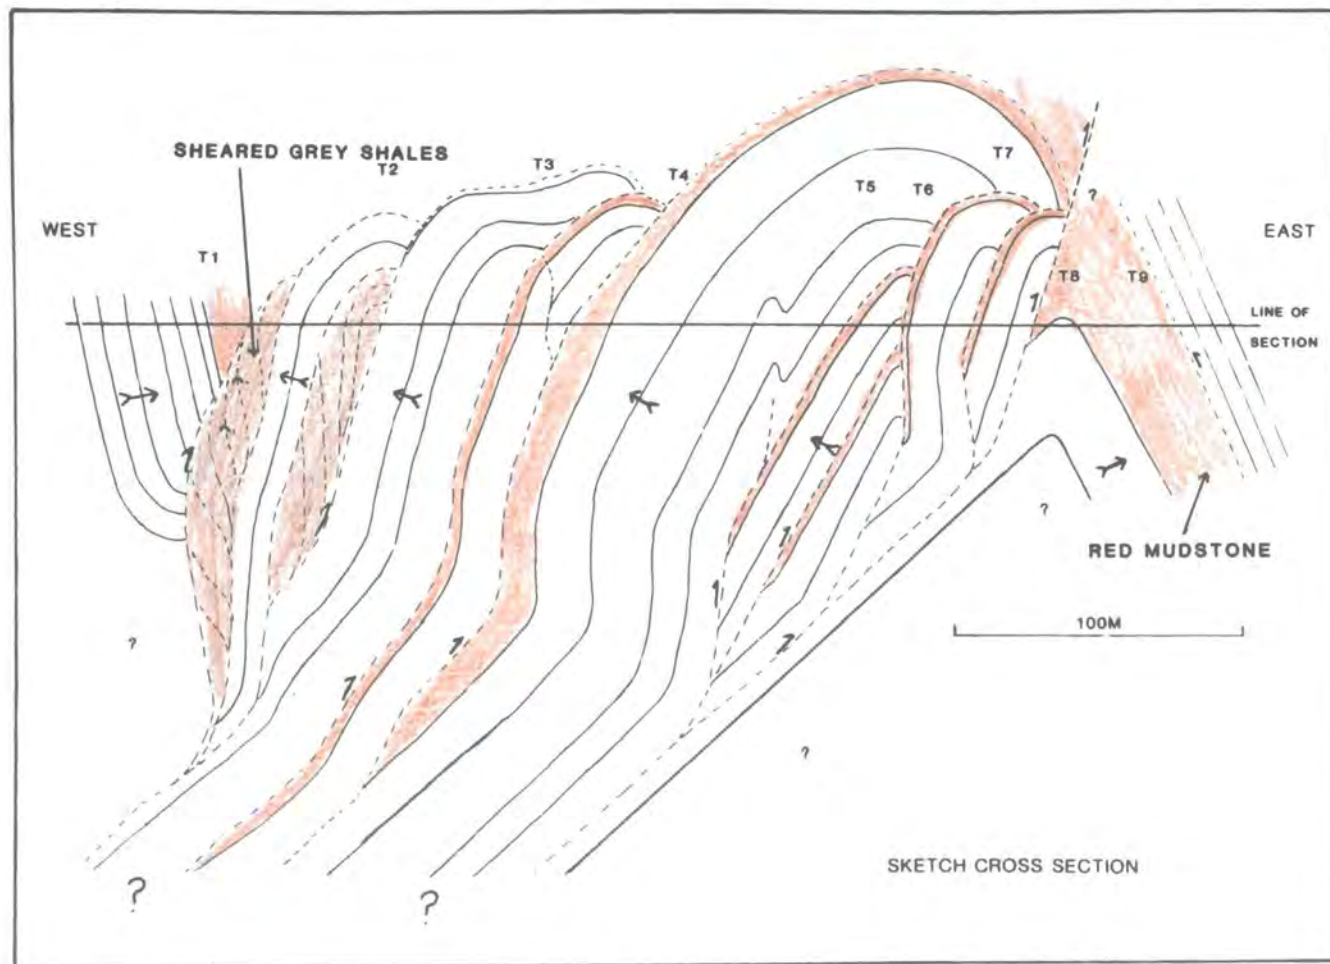 T7
T3
SHEARED GREY SHALES
T2
T4
T5
T6
?
WEST
EAST
T1
T8
T9
LINE OF
SECTION
?
RED MUDSTONE
100M
?
?
SKETCH CROSS SECTION
?
?